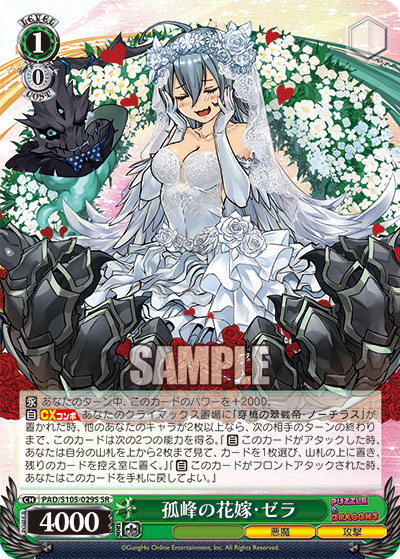 LEVEL
1
0
COST
SAMPLE
永 あなたのターン中、このカードのパワーを+2000。
自 CXコンボ あなたのクライマックス置場に「穿槍の翠戦帝・ノーチラス」が
置かれた時、他のあなたのキャラが2枚以上なら、次の相手のターンの終わり
まで、このカードは次の2つの能力を得る。『自 このカードがアタックした時、
あなたは自分の山札を上から2枚まで見て、カードを1枚選び、山札の上に置き、
残りのカードを控え室に置く。』『自 このカードがフロントアタックされた時、
あなたはこのカードを手札に戻してよい。』
CH PAD/S105-029S SR
4000
孤峰の花嫁・ゼラ
PUZZLE & DRAGONS
悪魔 攻撃
©GungHo Online Entertainment, Inc. All Rights Reserved.